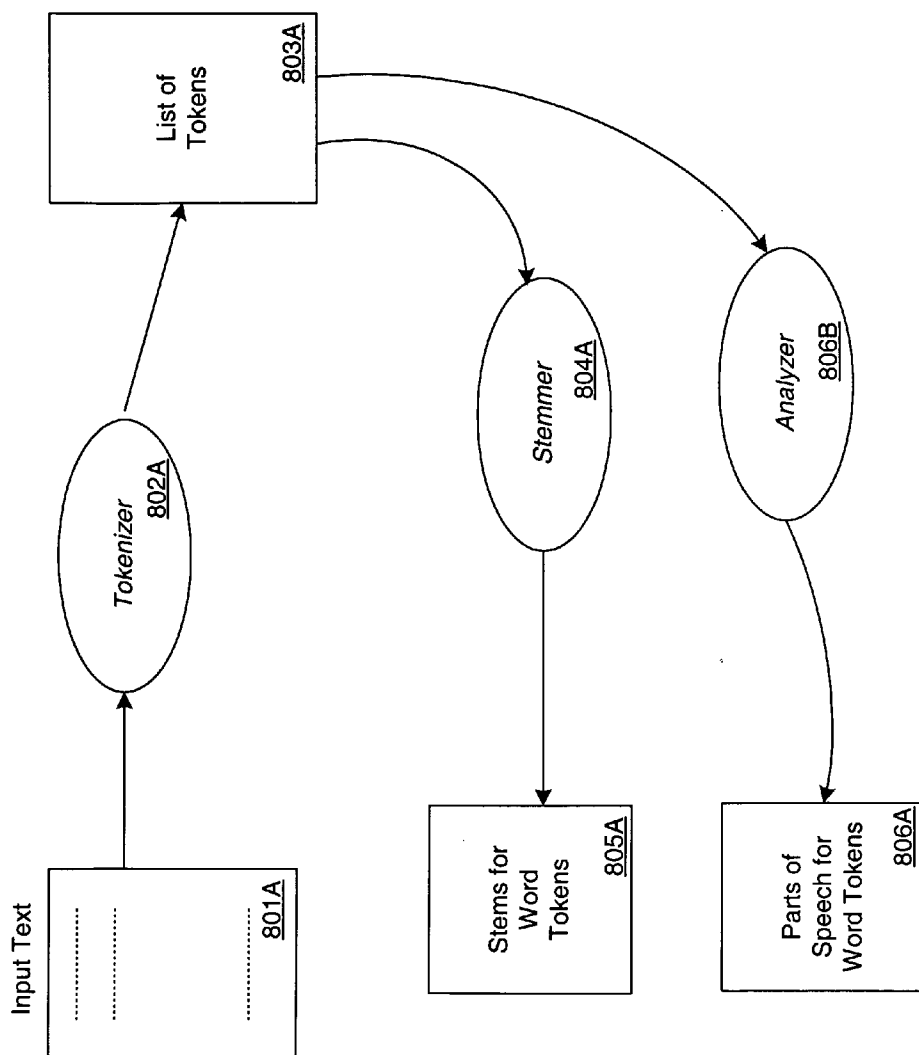 Input Text
801A
Tokenizer
802A
List of
Tokens
803A
Stemmer
804A
Stems for
Word
Tokens
805A
Analyzer
806B
Parts of
Speech for
Word Tokens
806A